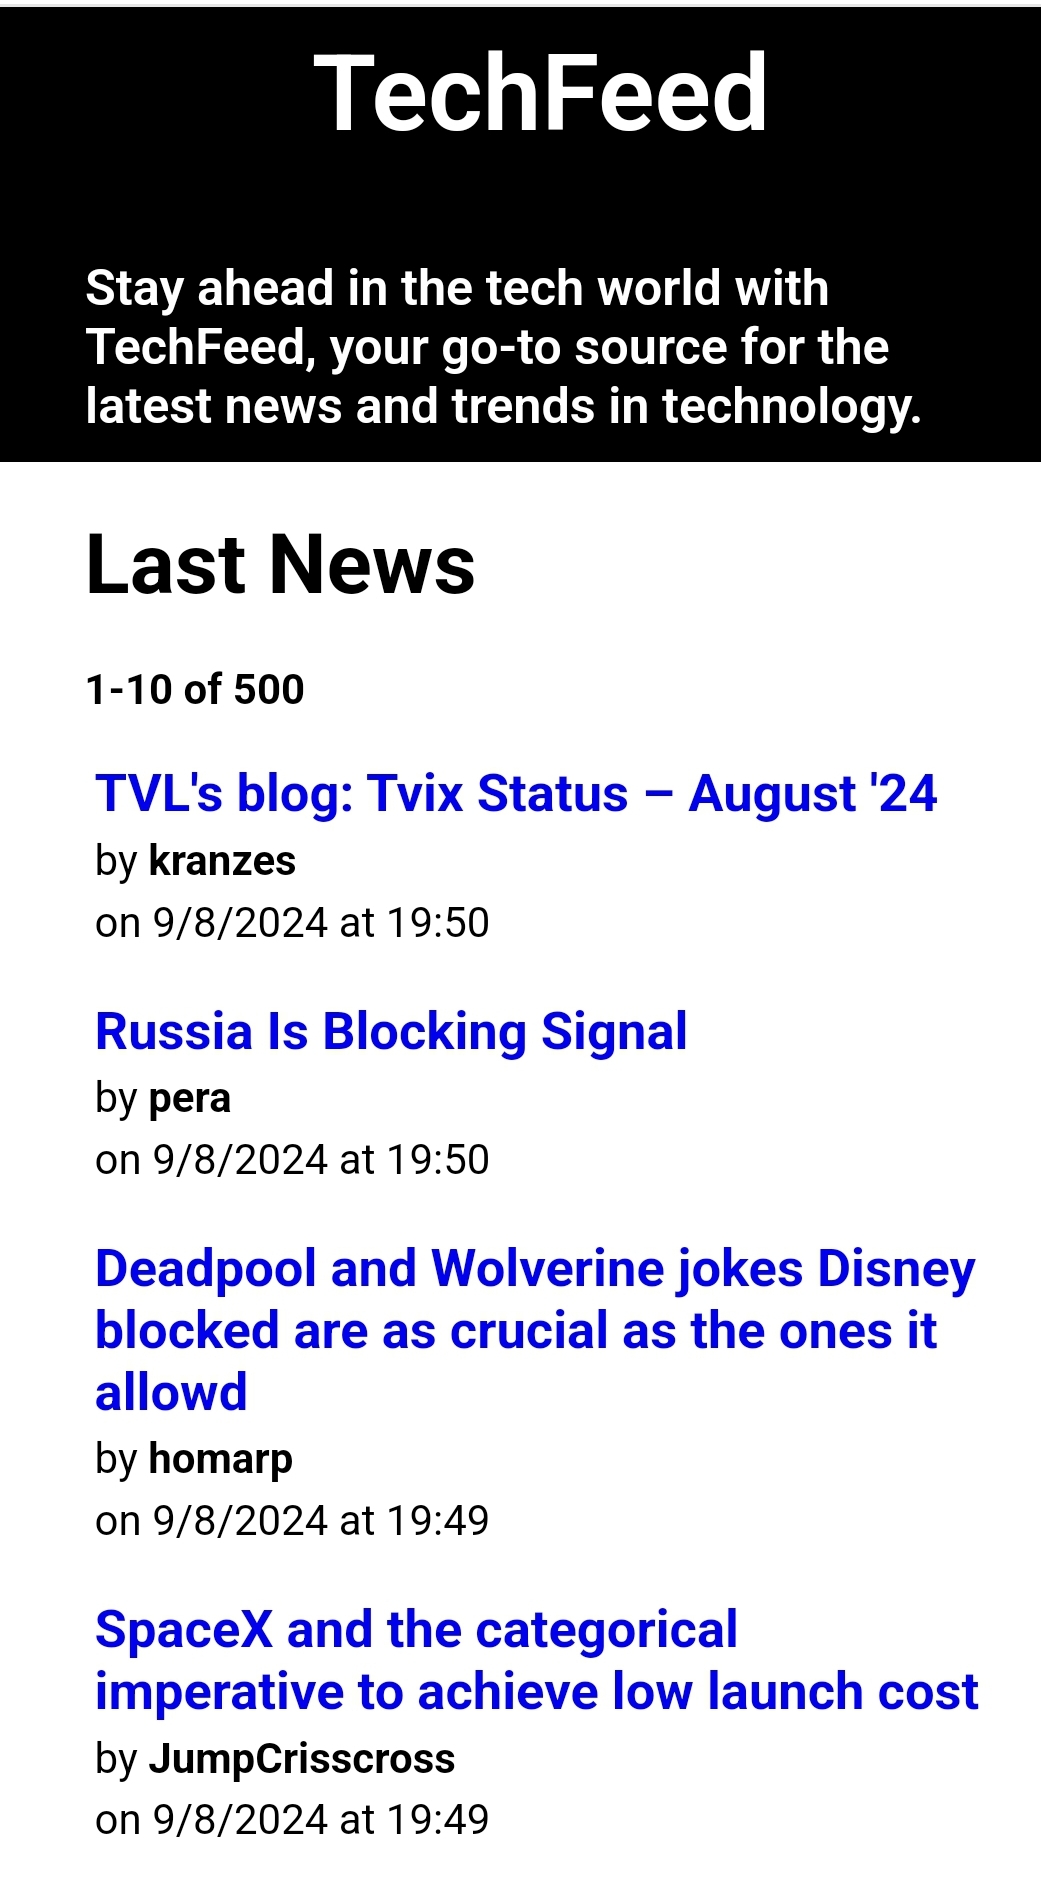 TechFeed
Stay ahead in the tech world with
TechFeed, your go-to source for the
latest news and trends in technology.
Last News
1-10 of 500
TVL's blog: Tvix Status – August '24
by kranzes
on 9/8/2024 at 19:50
Russia Is Blocking Signal
by pera
on 9/8/2024 at 19:50
Deadpool and Wolverine jokes Disney
blocked are as crucial as the ones it
allowd
by homarp
on 9/8/2024 at 19:49
SpaceX and the categorical
imperative to achieve low launch cost
by JumpCrisscross
on 9/8/2024 at 19:49